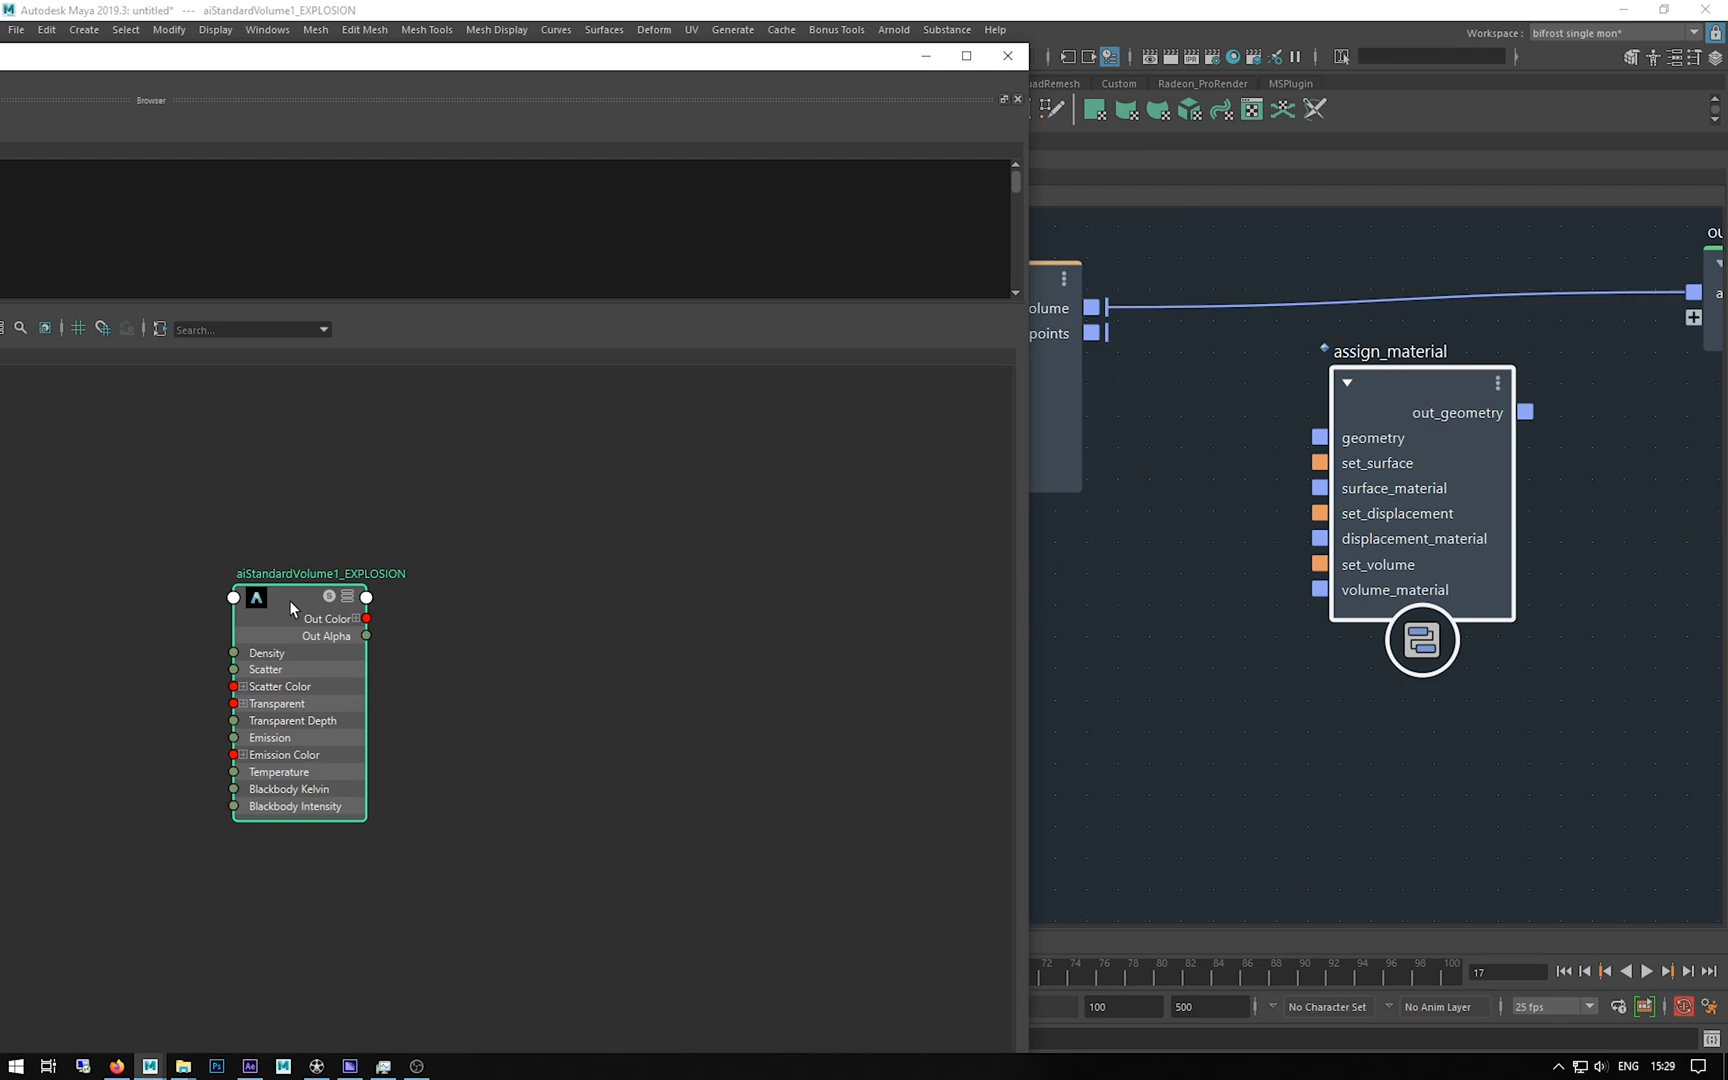 Autodesk Maya 2019.3: untitled* --- aiStandardVolume1_EXPLOSION
File Edit Create Select Modify Display Windows Mesh Edit Mesh Mesh Tools Mesh Display Curves Surfaces Deform UV Generate Cache Bonus Tools Arnold Substance Help
Workspace : bifrost single mon*
uadRemesh Custom Radeon_ProRender MSPlugin
Browser
Search...
olume
points
assign_material
out_geometry
geometry
set_surface
surface_material
set_displacement
displacement_material
set_volume
volume_material
ou
a
aiStandardVolume1_EXPLOSION
Out Color
Out Alpha
Density
Scatter
Scatter Color
Transparent
Transparent Depth
Emission
Emission Color
Temperature
Blackbody Kelvin
Blackbody Intensity
72 74 76 78 80 82 84 86 88 90 92 94 96 98 100
17
100 500 No Character Set No Anim Layer 25 fps
Ps Ae ENG 15:29